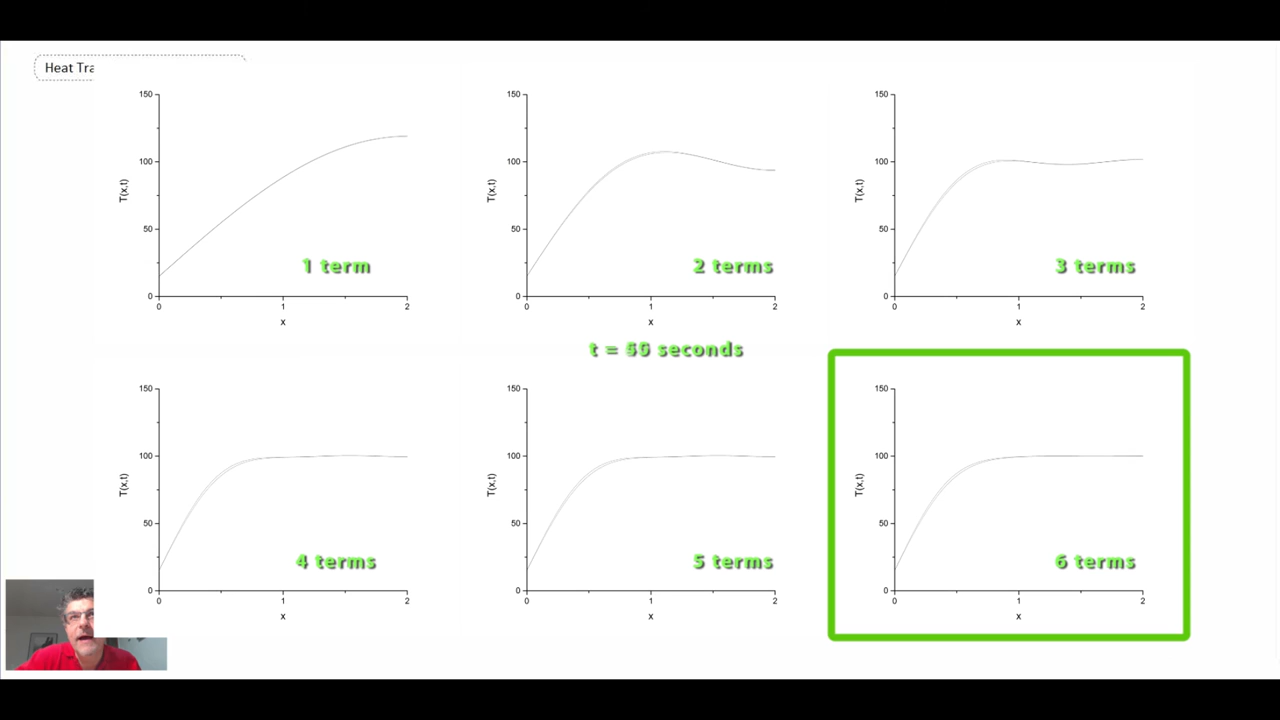 Heat Tra
150
100
50
0
T(x,t)
0
1
2
x
1 term
150
100
50
0
T(x,t)
0
1
2
x
2 terms
150
100
50
0
T(x,t)
0
1
2
x
3 terms
t = seconds
150
100
50
0
T(x,t)
0
1
2
x
4 terms
150
100
50
0
T(x,t)
0
1
2
x
5 terms
150
100
50
0
T(x,t)
0
1
2
x
6 terms